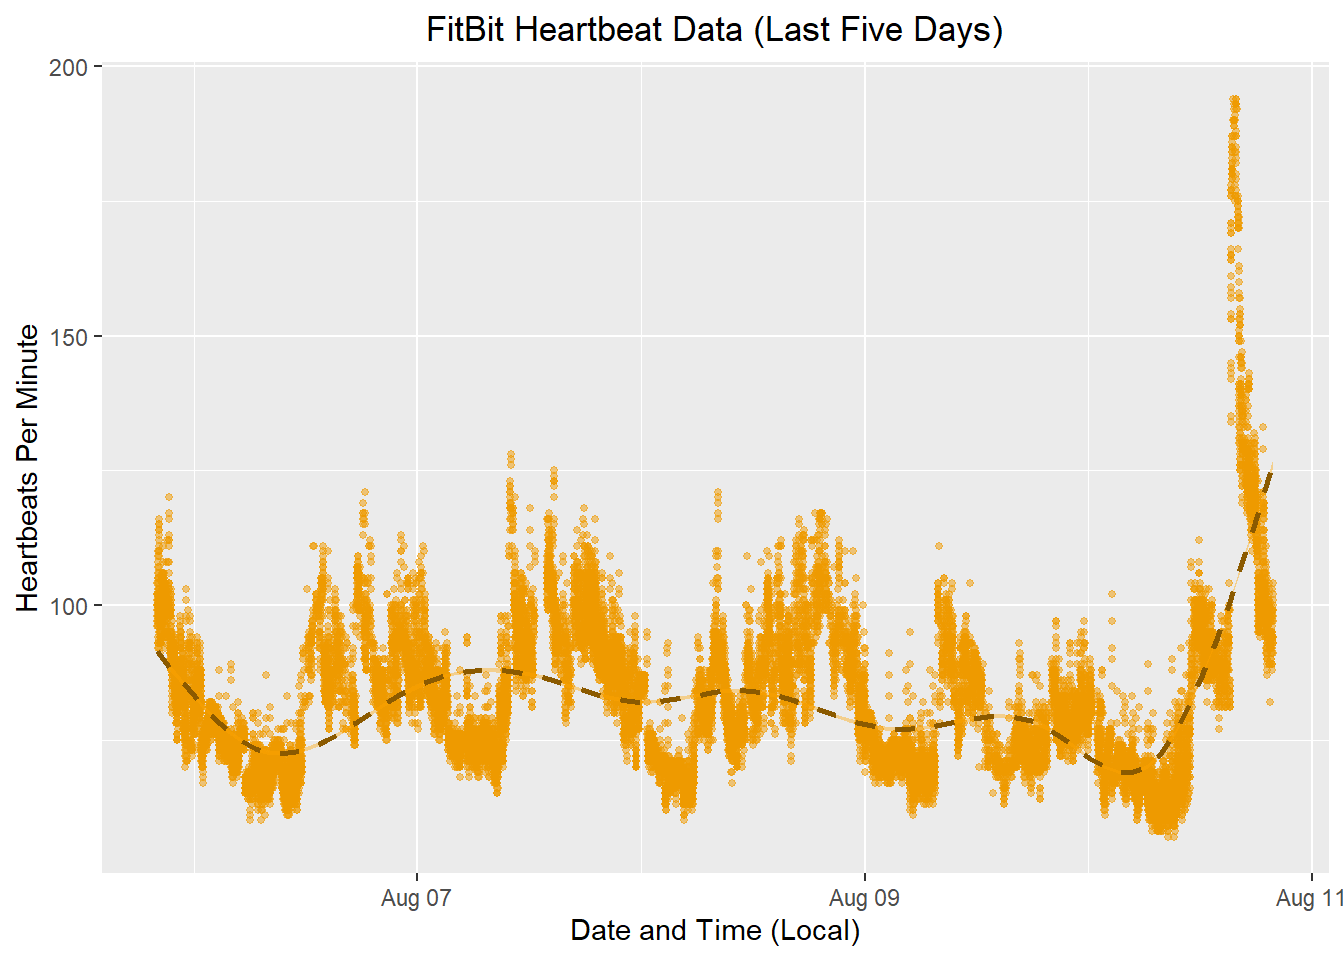 FitBit Heartbeat Data (Last Five Days)
200
150
100
Heartbeats Per Minute
Aug 07
Aug 09
Aug 11
Date and Time (Local)